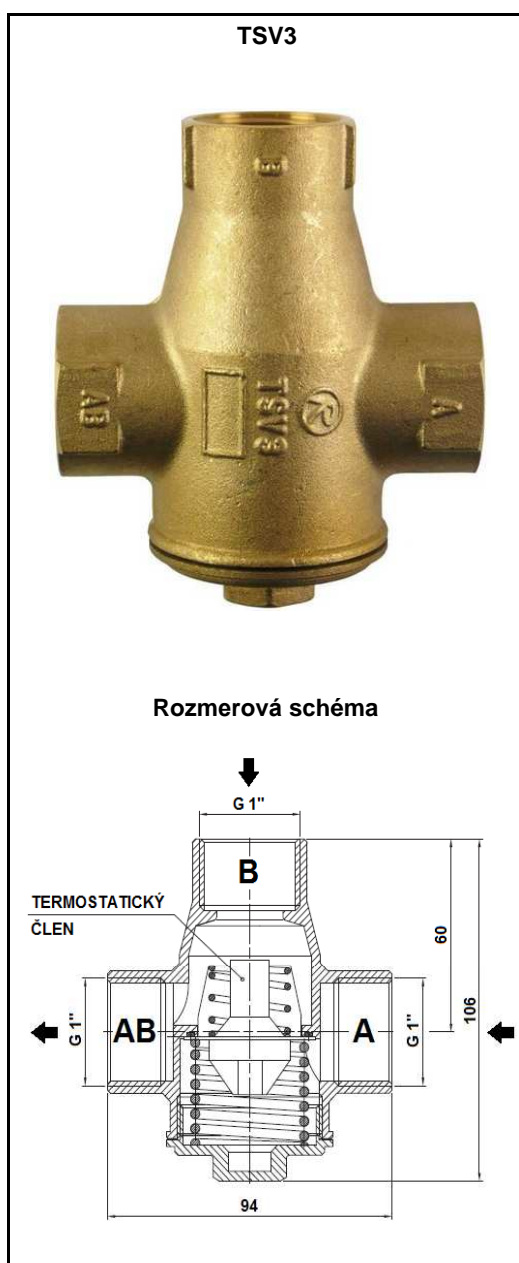 TSV3
B
AB
TSV3
R
A
Rozmerová schéma
G 1"
B
TERMOSTATICKÝ
ČLEN
60
106
G 1"
AB
A
G 1"
94